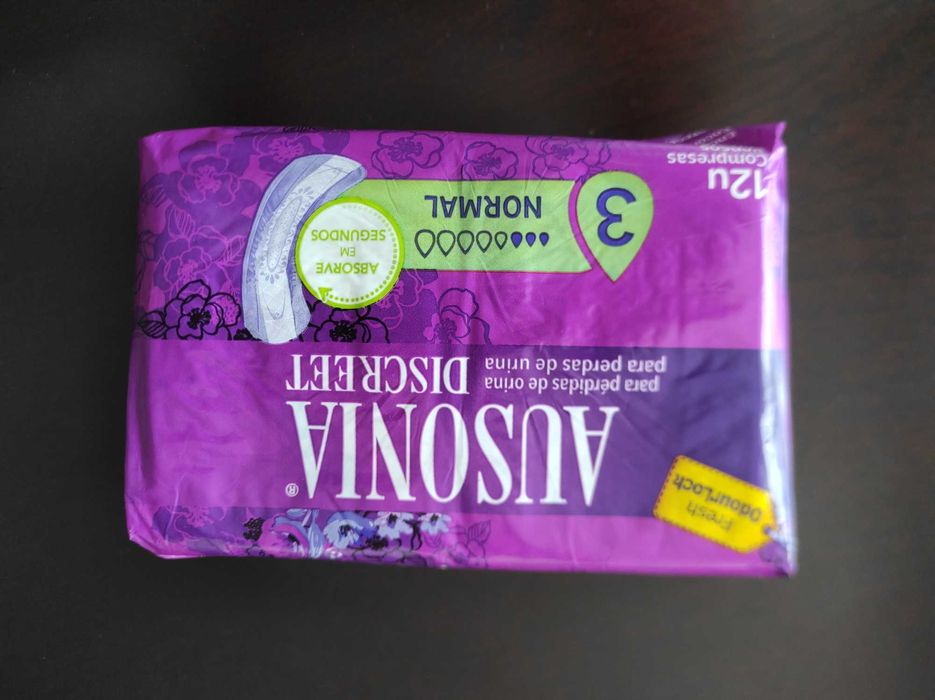 AUSONIA®
DISCREET
para pérdidas de orina
para perdas de urina
Fresh
OdourLock
3
NORMAL
ABSORVE
EM
SEGUNDOS
12u
Compresas